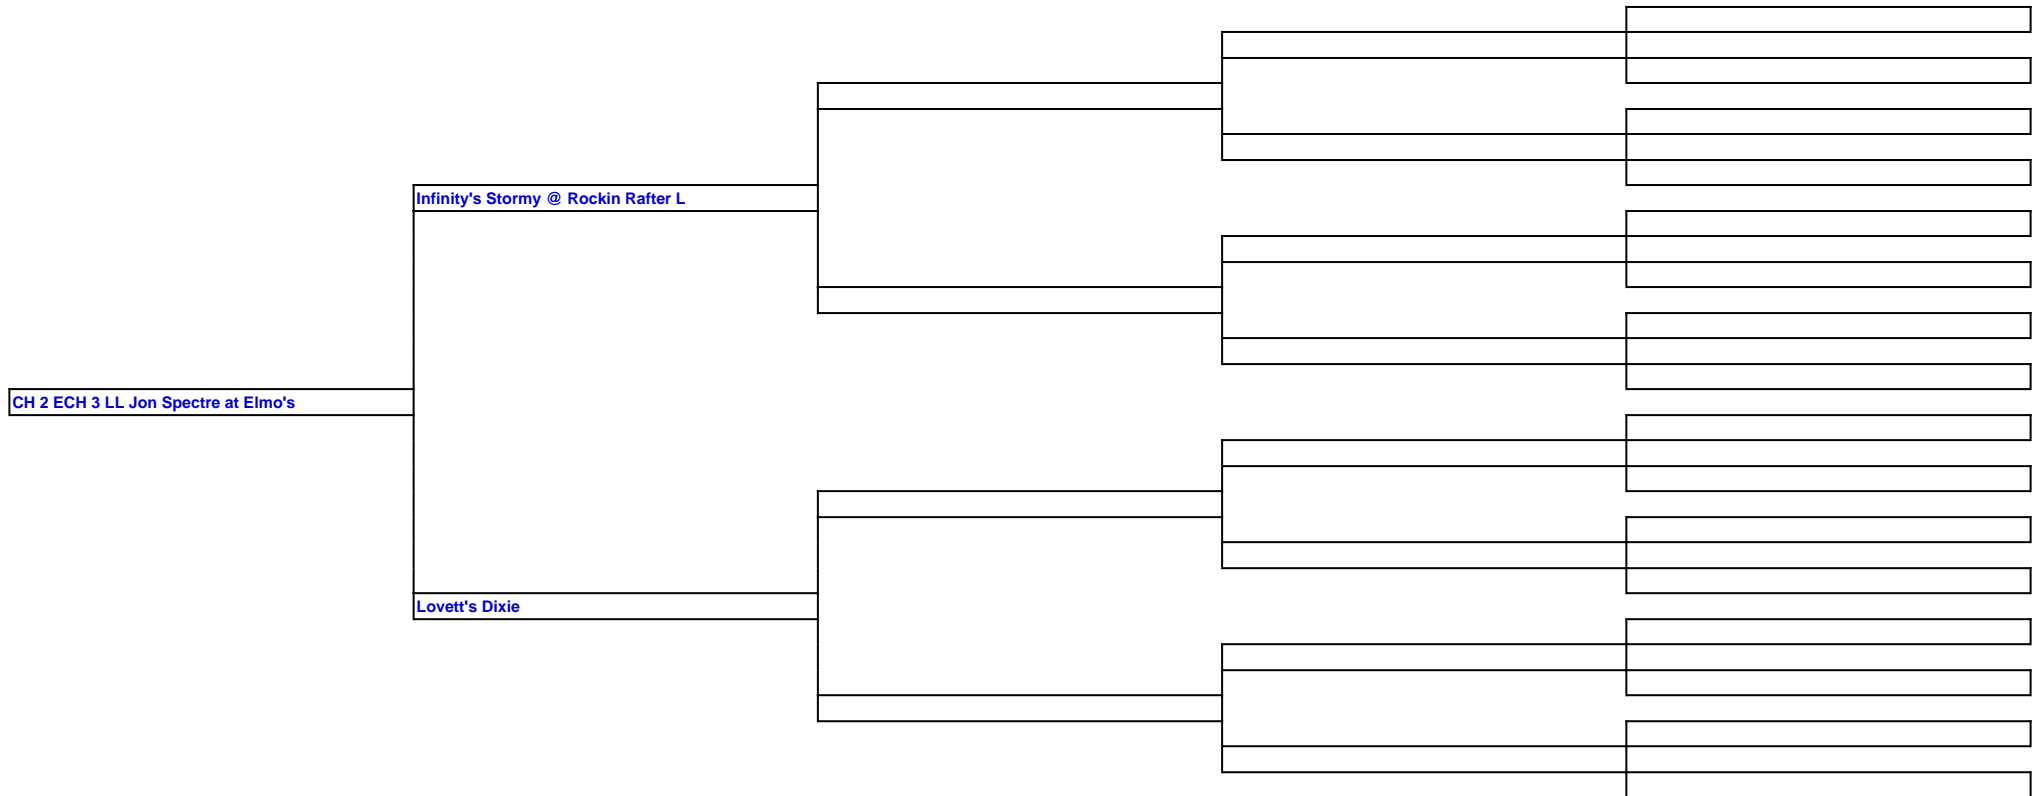 Infinity's Stormy @ Rockin Rafter L
CH 2 ECH 3 LL Jon Spectre at Elmo's
Lovett's Dixie